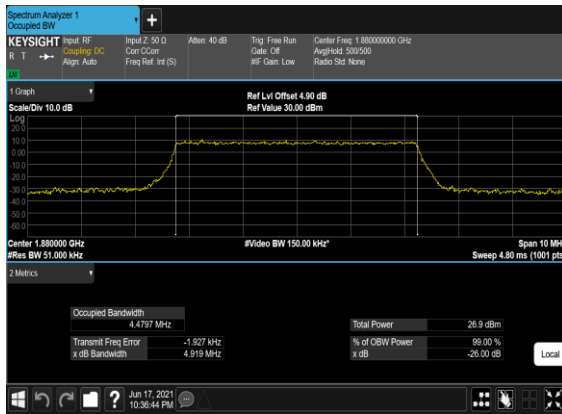 Spectrum Analyzer 1
Occupied BW
+
KEYSIGHT Input: RF Input Z: 50 Ω Atten: 40 dB Trig: Free Run Center Freq: 1.880000000 GHz
R T Coupling: DC Corr CCorr Gate: Off Avg|Hold: 500/500
Align: Auto Freq Ref: Int (S) #IF Gain: Low Radio Std: None
1 Graph
Scale/Div 10.0 dB
Ref Lvl Offset 4.90 dB
Ref Value 30.00 dBm
Log
20.0
10.0
0.00
-10.0
-20.0
-30.0
-40.0
-50.0
-60.0
Center 1.880000 GHz #Video BW 150.00 kHz* Span 10 MH
#Res BW 51.000 kHz Sweep 4.80 ms (1001 pts
2 Metrics
Occupied Bandwidth
4.4797 MHz
Total Power 26.9 dBm
Transmit Freq Error -1.927 kHz % of OBW Power 99.00 %
x dB Bandwidth 4.919 MHz x dB -26.00 dB
Local
? Jun 17, 2021
10:36:44 PM